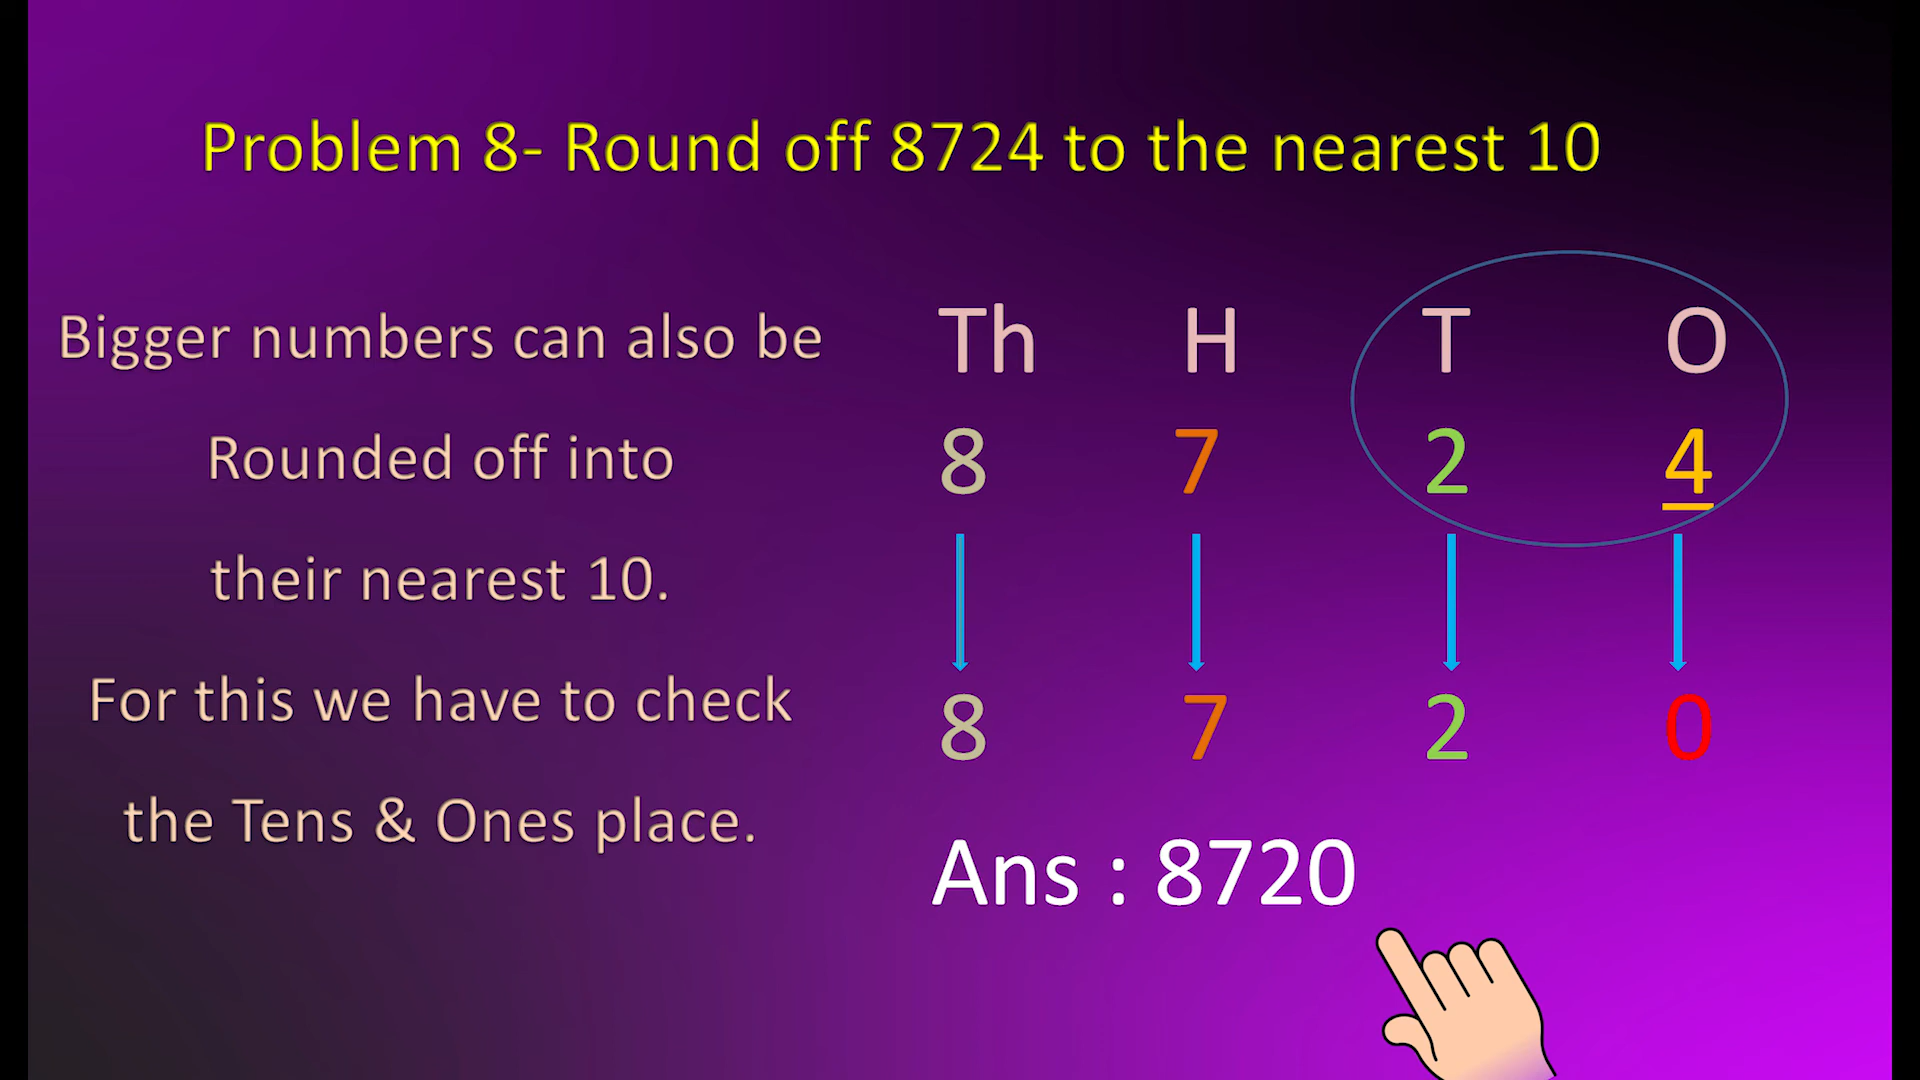 Problem 8- Round off 8724 to the nearest 10
Bigger numbers can also be
Rounded off into
their nearest 10.
For this we have to check
the Tens & Ones place.
Th H T O
8 7 2 4
8 7 2 0
Ans : 8720